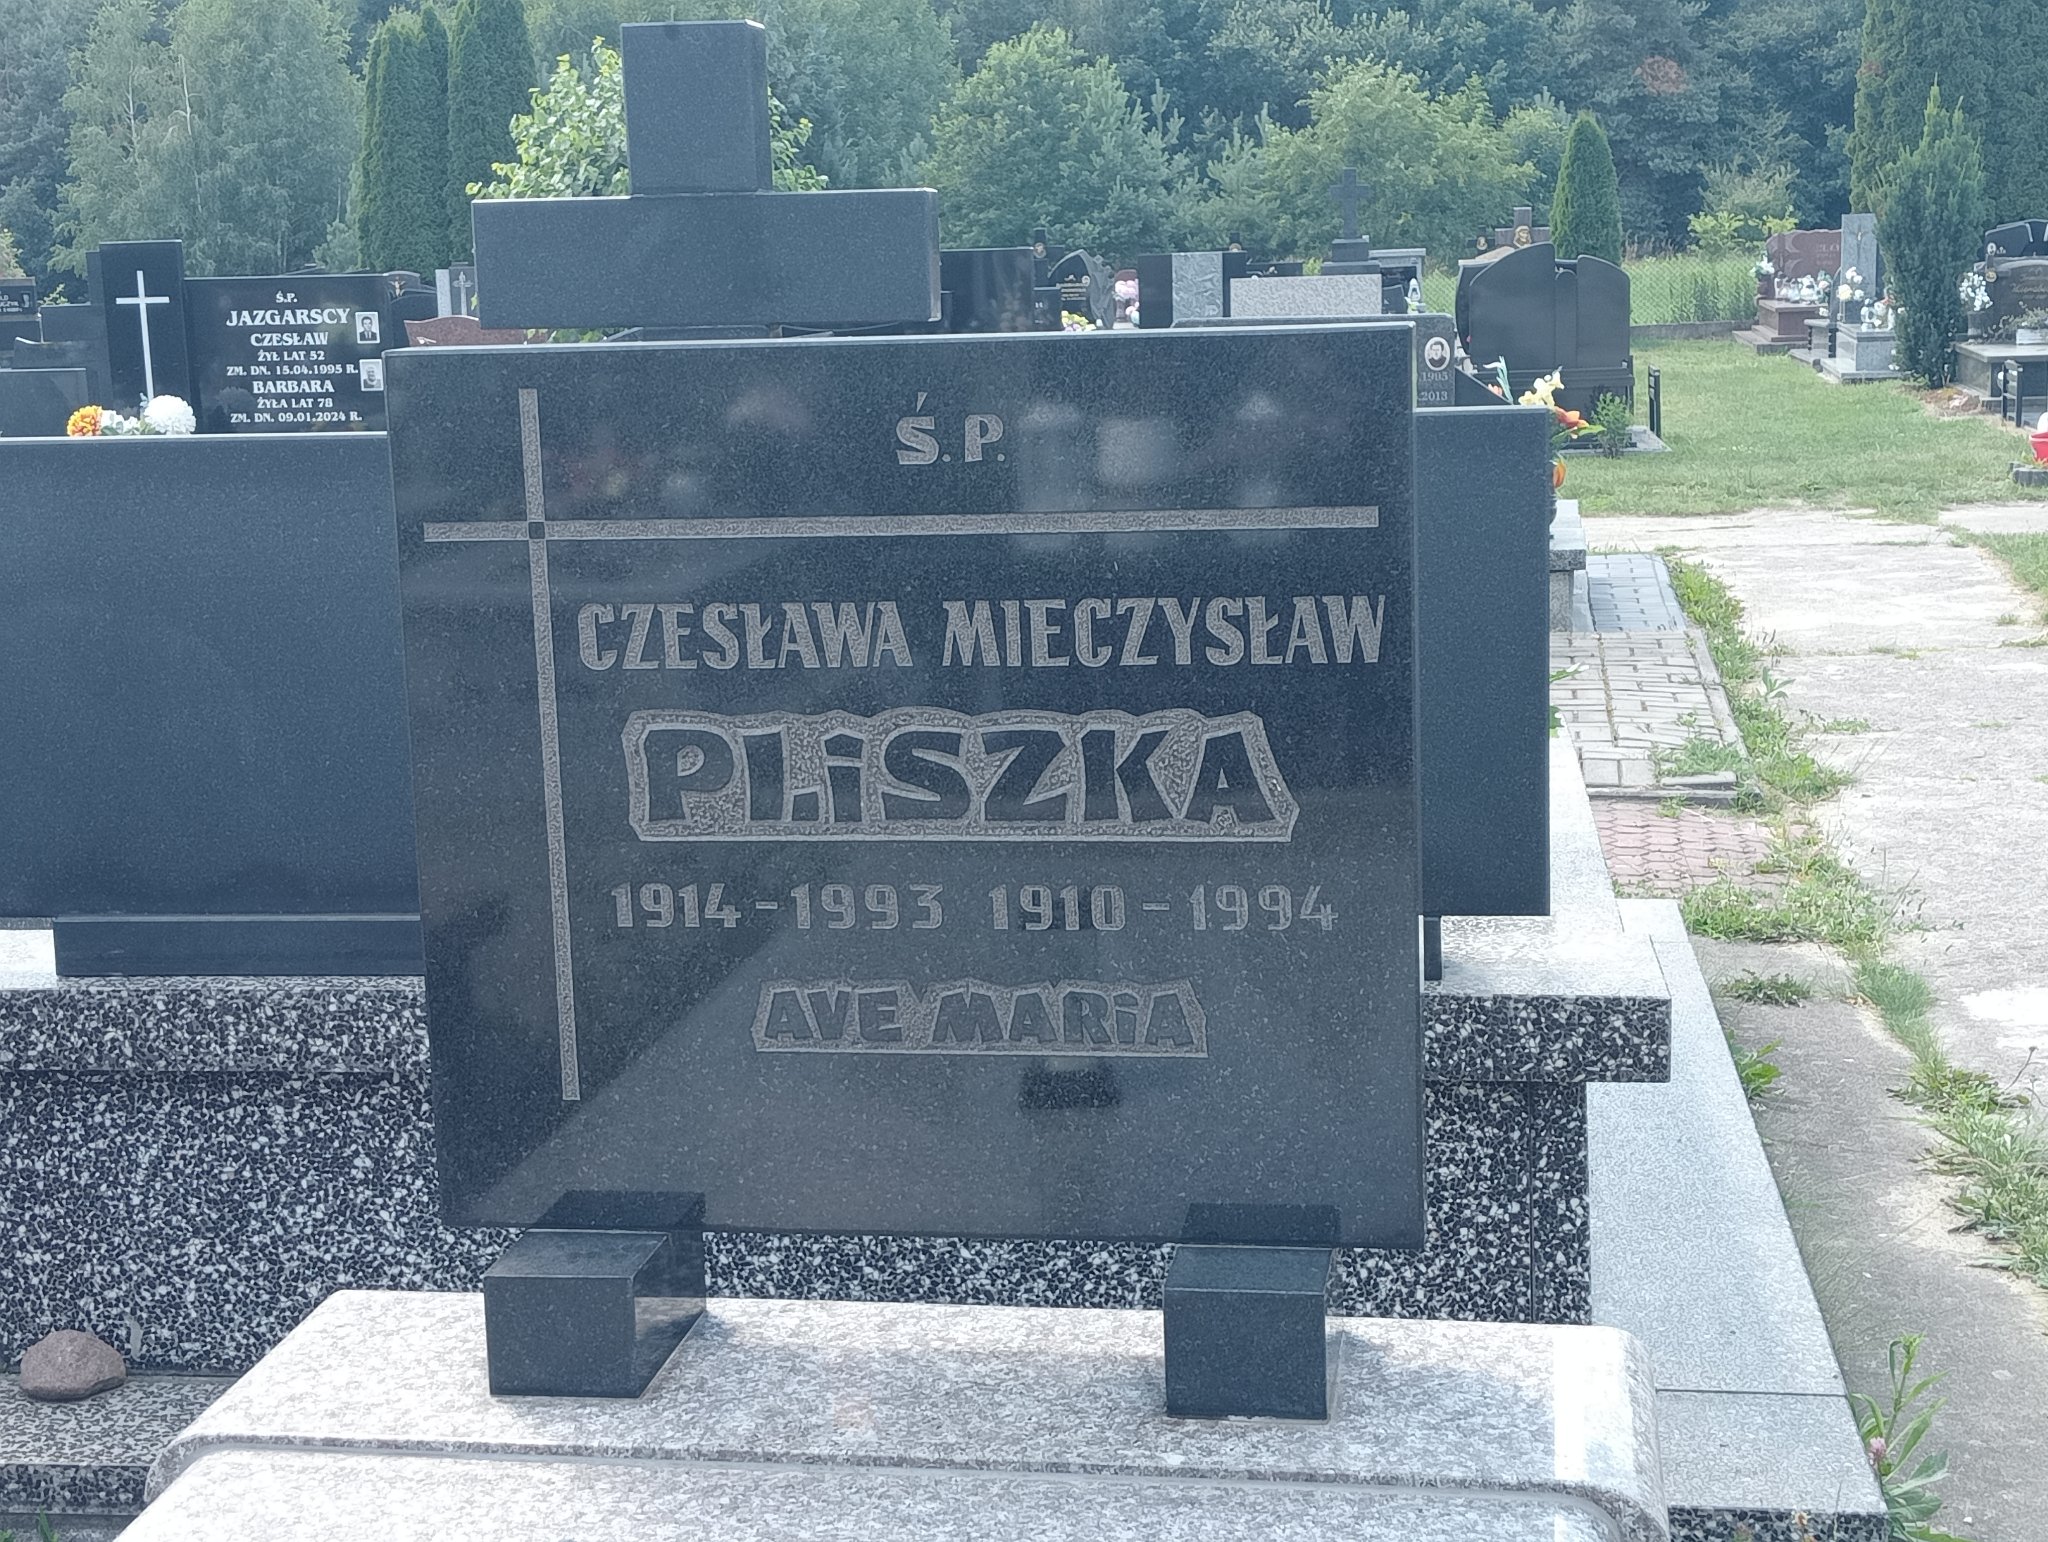 Ś.P.
CZESŁAWA MIECZYSŁAW
PLiSZKA
1914 - 1993 1910 - 1994
AVE MARiA
Ś.P.
JAZGARSCY
CZESŁAW
ŻYŁ LAT 52
ZM. DN. 15.04.1995 R.
BARBARA
ŻYŁA LAT 78
ZM. DN. 09.01.2024 R.